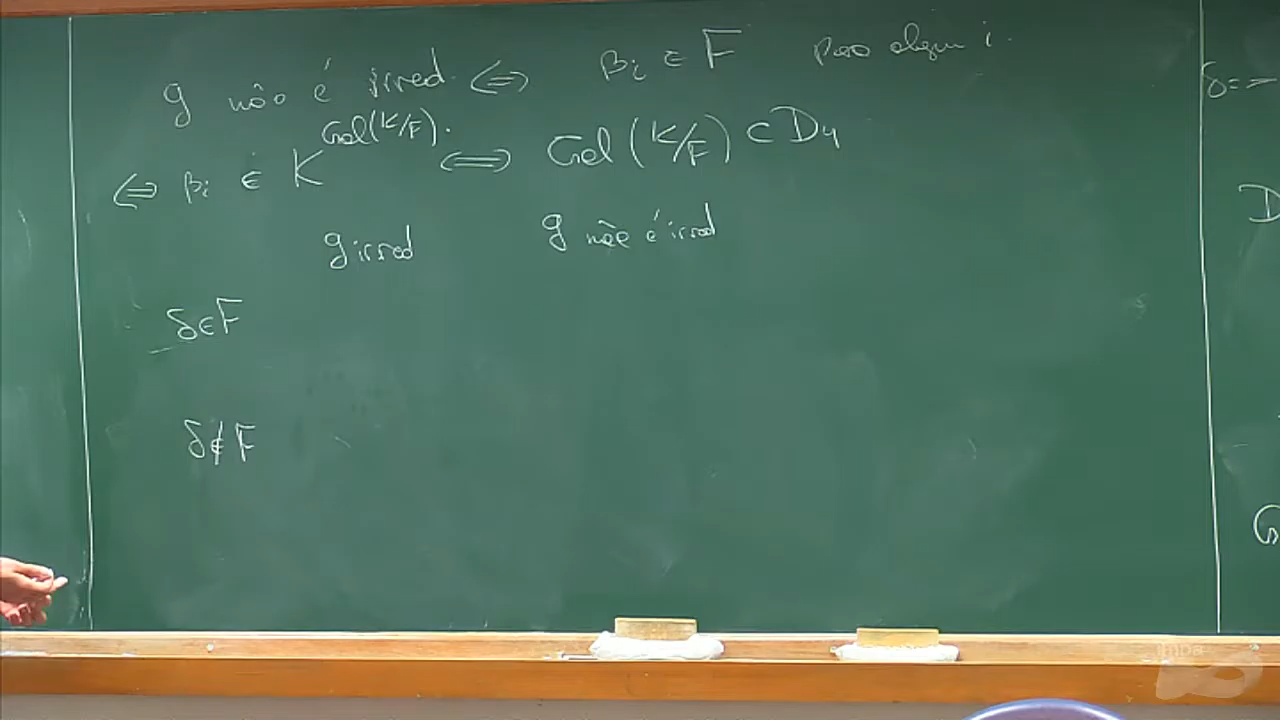 g não é irred. ⟺ βi ∈ F para algum i.
⟺ βi ∈ K^Gal(K/F). ⟺ Gal(K/F) ⊂ D4
g irred g não é irred
δ ∈ F
δ ∉ F
δ =
D
G